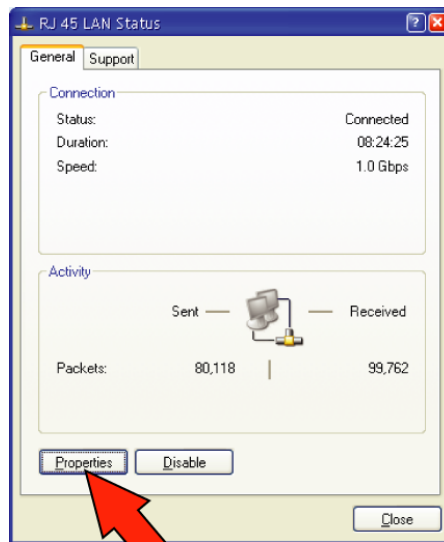 RJ 45 LAN Status
General Support
Connection
Status: Connected
Duration: 08:24:25
Speed: 1.0 Gbps
Activity
Sent — — Received
Packets: 80,118 | 99,762
Properties Disable
Close